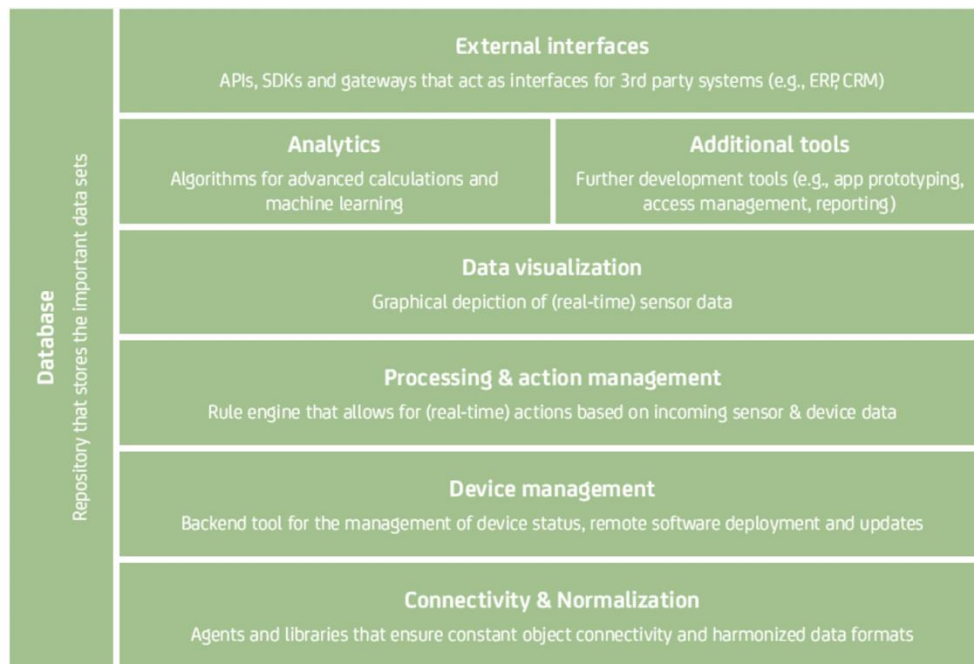 External interfaces
APIs, SDKs and gateways that act as interfaces for 3rd party systems (e.g., ERP, CRM)
Analytics
Algorithms for advanced calculations and
machine learning
Additional tools
Further development tools (e.g., app prototyping,
access management, reporting)
Data visualization
Graphical depiction of (real-time) sensor data
Processing & action management
Rule engine that allows for (real-time) actions based on incoming sensor & device data
Device management
Backend tool for the management of device status, remote software deployment and updates
Connectivity & Normalization
Agents and libraries that ensure constant object connectivity and harmonized data formats
Database
Repository that stores the important data sets